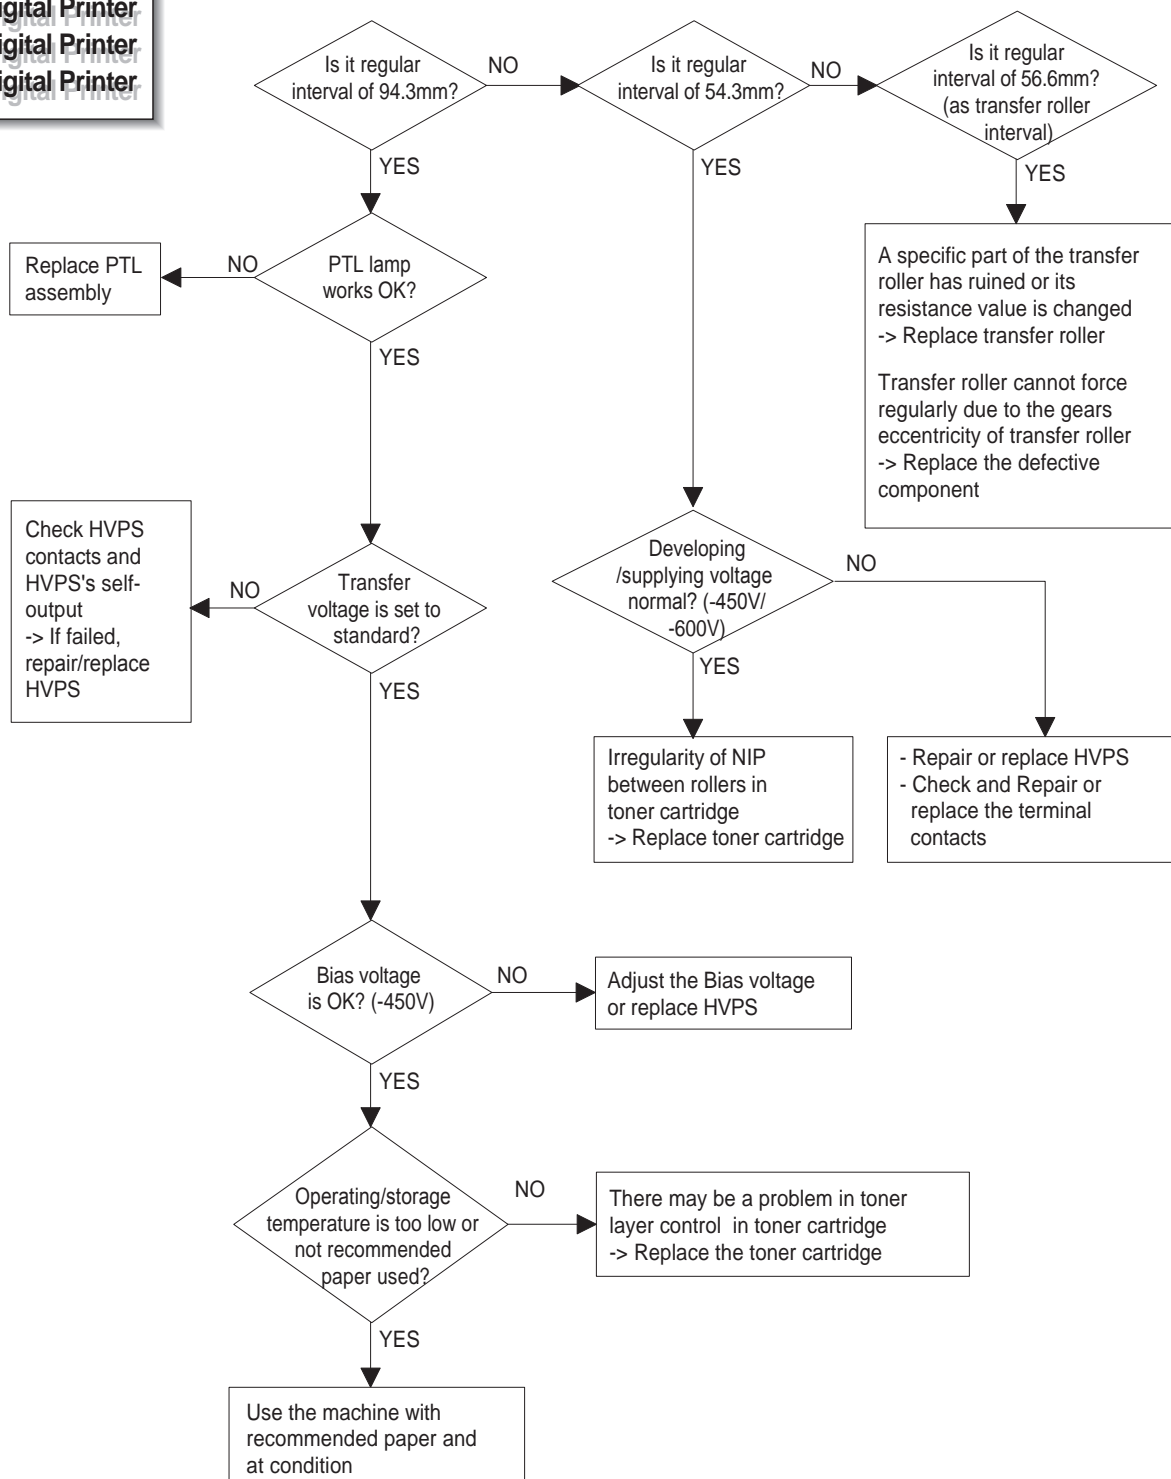 Digital Printer
Digital Printer
Digital Printer
Is it regular
interval of 94.3mm?
NO
Is it regular
interval of 54.3mm?
NO
Is it regular
interval of 56.6mm?
(as transfer roller
interval)
YES
YES
YES
Replace PTL
assembly
NO
PTL lamp
works OK?
YES
A specific part of the transfer
roller has ruined or its
resistance value is changed
-> Replace transfer roller
Transfer roller cannot force
regularly due to the gears
eccentricity of transfer roller
-> Replace the defective
component
Check HVPS
contacts and
HVPS's self-
output
-> If failed,
repair/replace
HVPS
NO
Transfer
voltage is set to
standard?
YES
Developing
/supplying voltage
normal? (-450V/
-600V)
NO
YES
Irregularity of NIP
between rollers in
toner cartridge
-> Replace toner cartridge
- Repair or replace HVPS
- Check and Repair or
replace the terminal
contacts
Bias voltage
is OK? (-450V)
NO
Adjust the Bias voltage
or replace HVPS
YES
Operating/storage
temperature is too low or
not recommended
paper used?
NO
There may be a problem in toner
layer control in toner cartridge
-> Replace the toner cartridge
YES
Use the machine with
recommended paper and
at condition